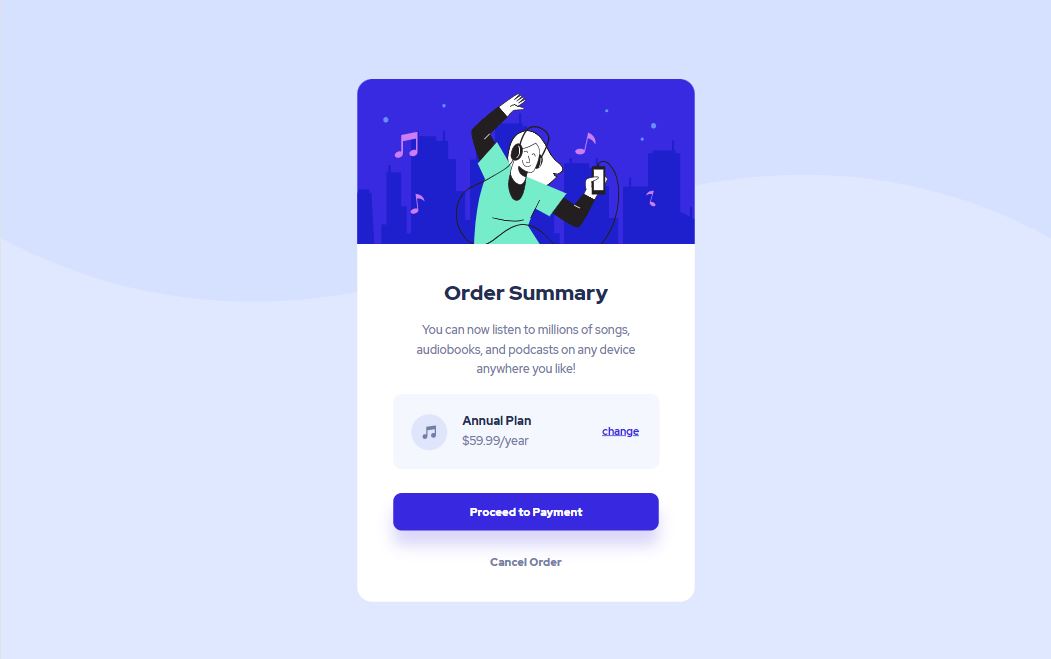 Order Summary
You can now listen to millions of songs,
audiobooks, and podcasts on any device
anywhere you like!
Annual Plan
$59.99/year
change
Proceed to Payment
Cancel Order